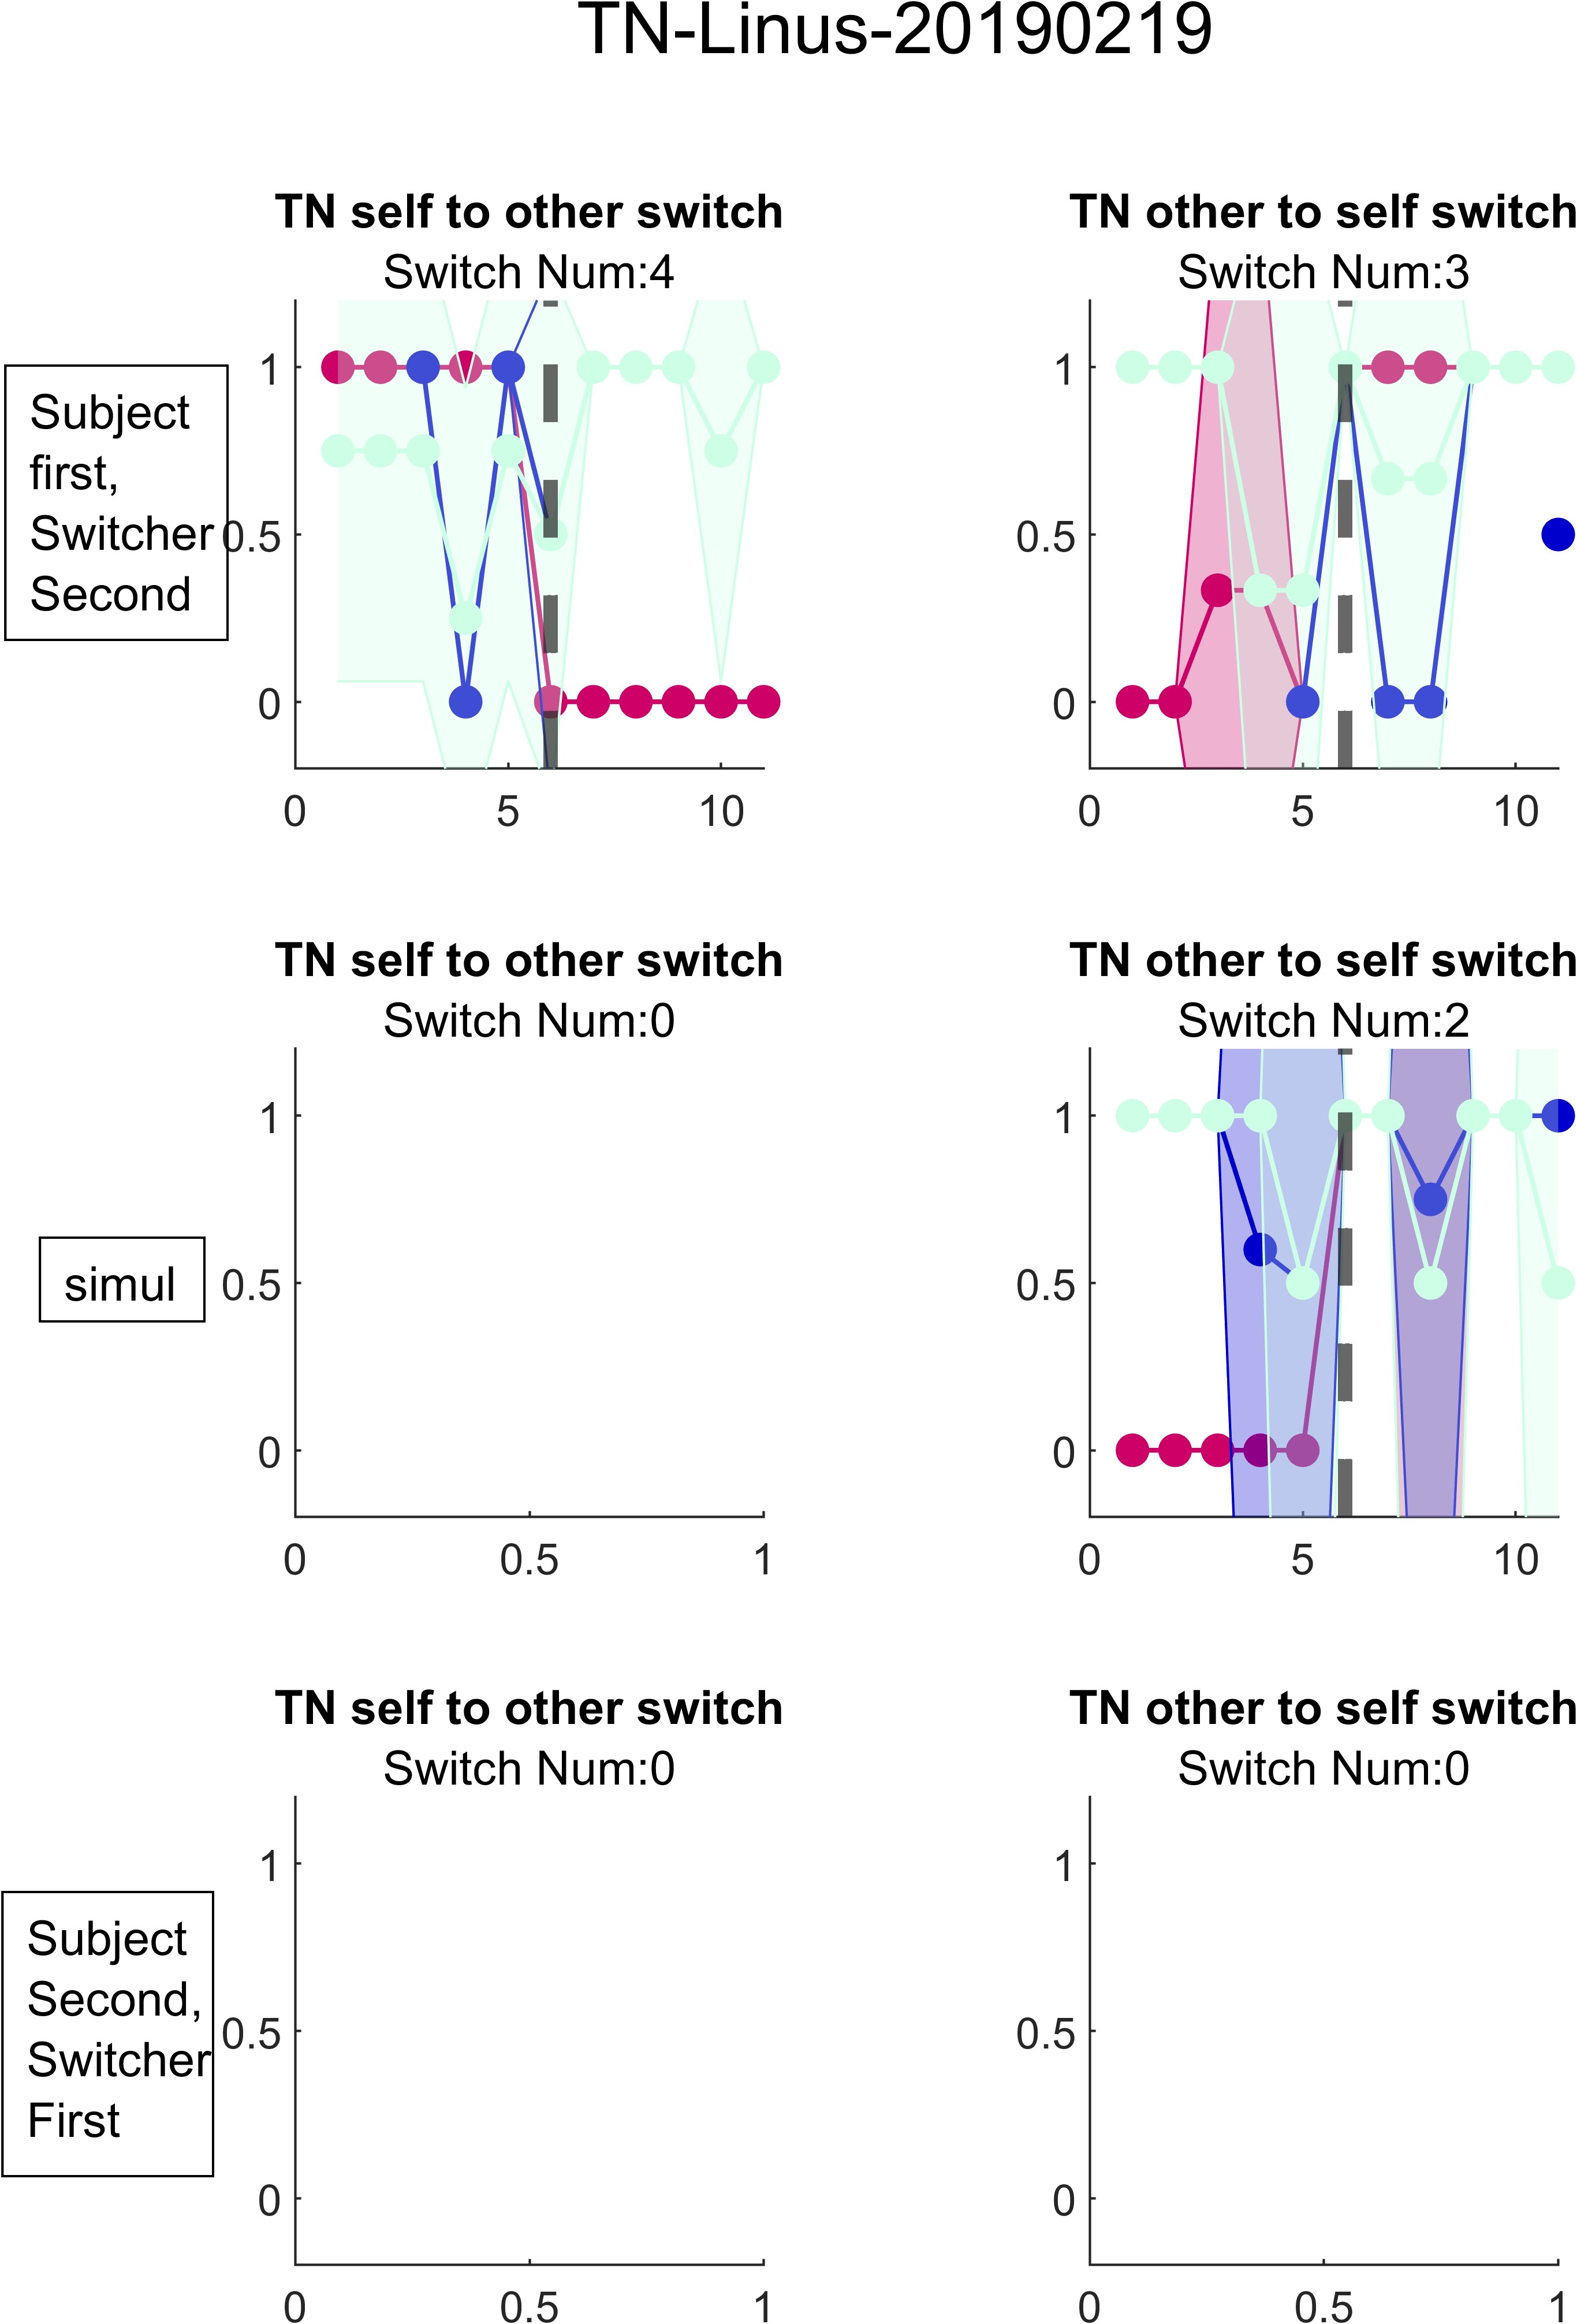 TN-Linus-20190219
TN self to other switch
Switch Num:4
TN other to self switch
Switch Num:3
Subject
first,
Switcher
Second
1
0.5
0
0 5 10
1
0.5
0
0 5 10
TN self to other switch
Switch Num:0
TN other to self switch
Switch Num:2
simul
1
0.5
0
0 0.5 1
1
0.5
0
0 5 10
TN self to other switch
Switch Num:0
TN other to self switch
Switch Num:0
Subject
Second,
Switcher
First
1
0.5
0
0 0.5 1
1
0.5
0
0 0.5 1